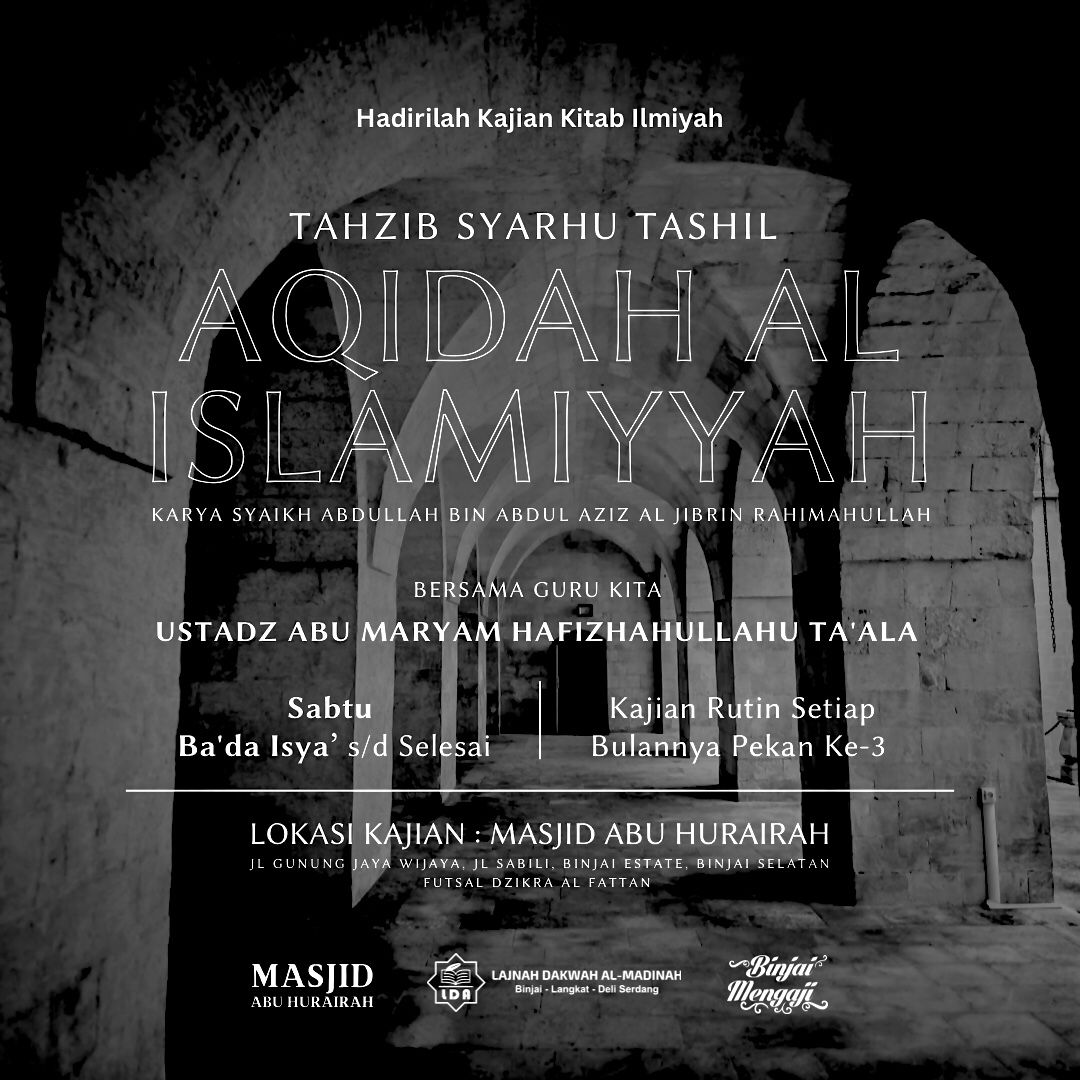 Hadirilah Kajian Kitab Ilmiyah
TAHZIB SYARHU TASHIL
AQIDAH AL
ISLAMIYYAH
KARYA SYAIKH ABDULLAH BIN ABDUL AZIZ AL JIBRIN RAHIMAHULLAH
BERSAMA GURU KITA
USTADZ ABU MARYAM HAFIZHAHULLAHU TA'ALA
Sabtu
Ba'da Isya’ s/d Selesai
Kajian Rutin Setiap
Bulannya Pekan Ke-3
LOKASI KAJIAN : MASJID ABU HURAIRAH
JL GUNUNG JAYA WIJAYA, JL SABILI, BINJAI ESTATE, BINJAI SELATAN
FUTSAL DZIKRA AL FATTAN
MASJID
ABU HURAIRAH
LDA
LAJNAH DAKWAH AL-MADINAH
Binjai - Langkat - Deli Serdang
Binjai
Mengaji